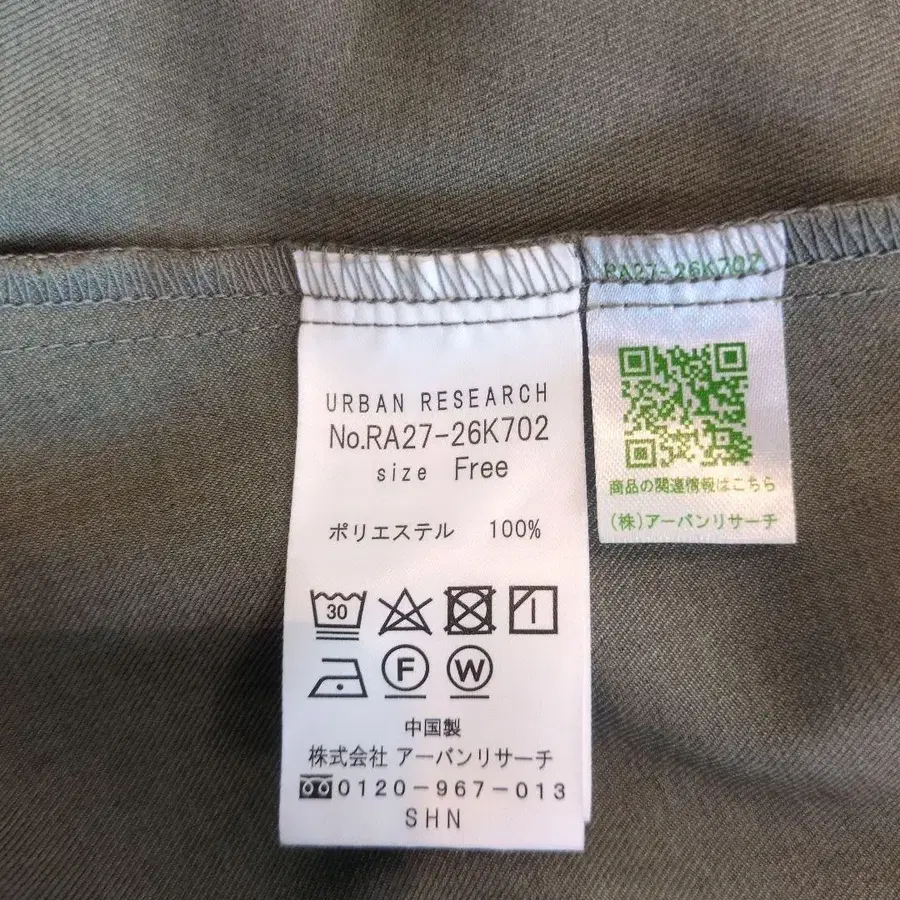 URBAN RESEARCH
No.RA27-26K702
size Free
ポリエステル 100%
30
F W
中国製
株式会社 アーバンリサーチ
0120-967-013
SHN
RA27-26K702
商品の関連情報はこちら
(株)アーバンリサーチ